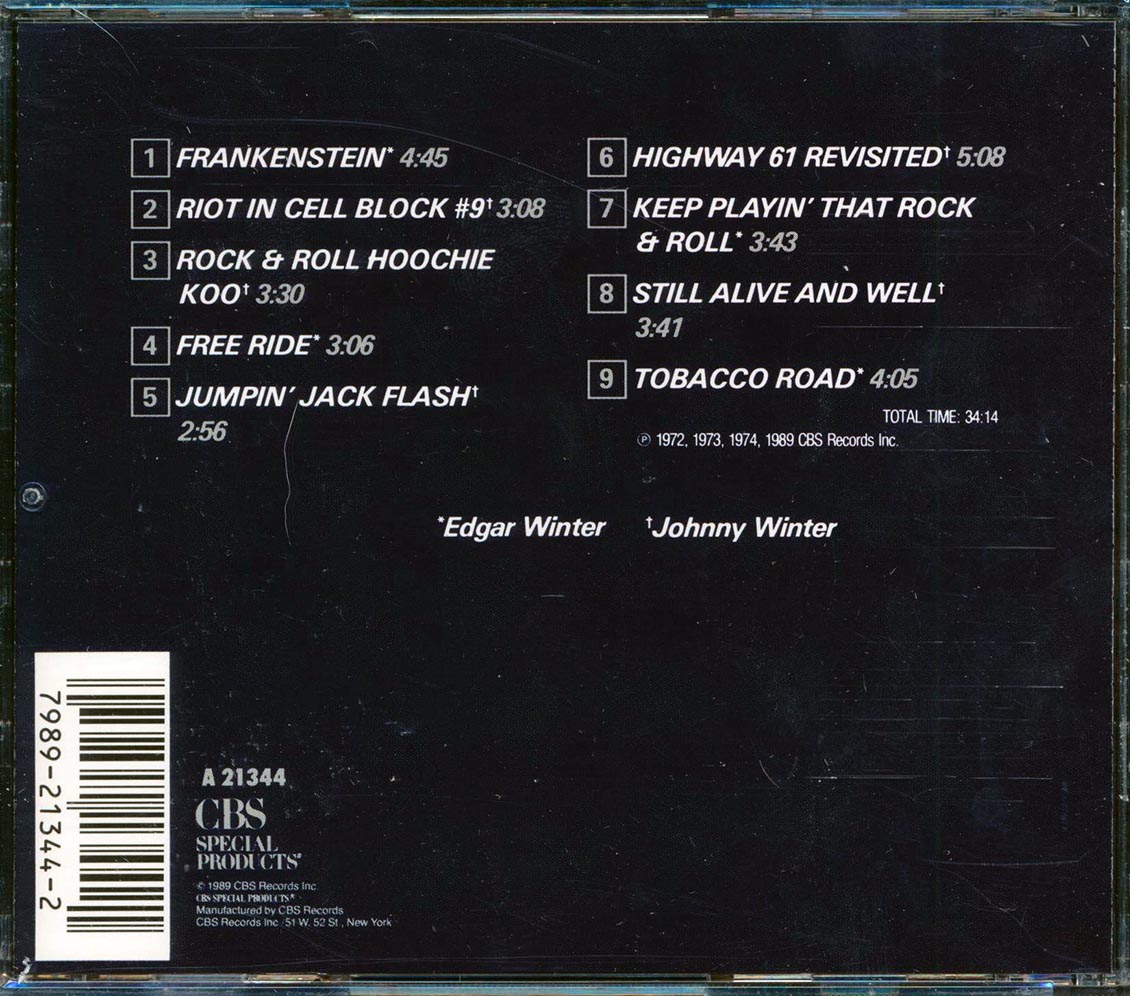 1 FRANKENSTEIN* 4:45
2 RIOT IN CELL BLOCK #9† 3:08
3 ROCK & ROLL HOOCHIE
KOO† 3:30
4 FREE RIDE* 3:06
5 JUMPIN' JACK FLASH†
2:56
6 HIGHWAY 61 REVISITED† 5:08
7 KEEP PLAYIN' THAT ROCK
& ROLL* 3:43
8 STILL ALIVE AND WELL†
3:41
9 TOBACCO ROAD* 4:05
TOTAL TIME: 34:14
℗ 1972, 1973, 1974, 1989 CBS Records Inc.
*Edgar Winter †Johnny Winter
7989-21344-2
A 21344
CBS
SPECIAL
PRODUCTS*
© 1989 CBS Records Inc.
CBS SPECIAL PRODUCTS*
Manufactured by CBS Records
CBS Records Inc. /51 W. 52 St., New York